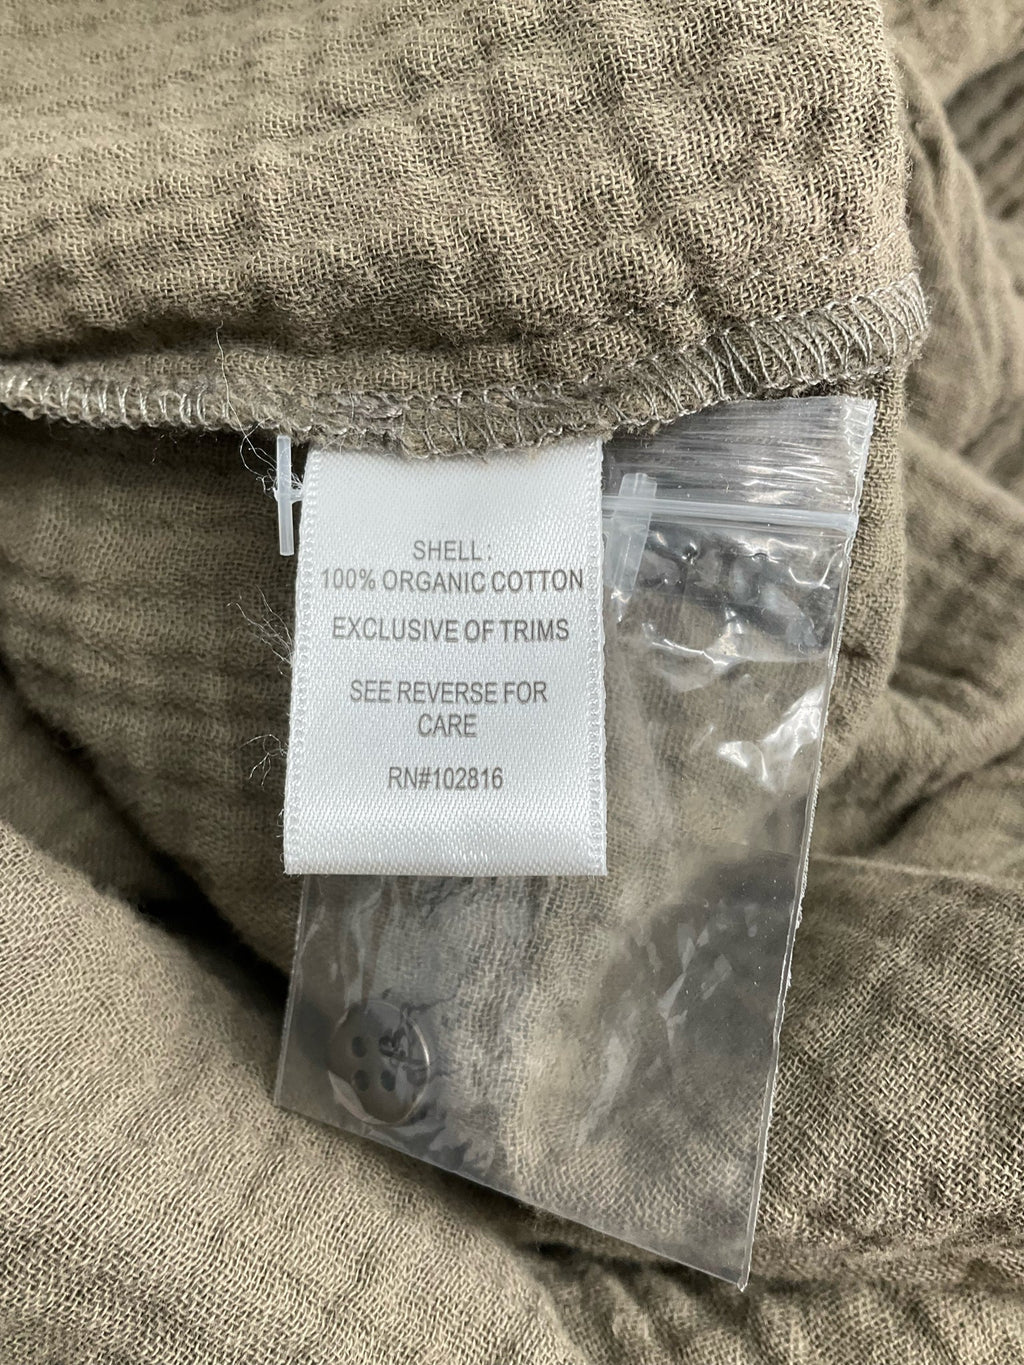 SHELL:
100% ORGANIC COTTON
EXCLUSIVE OF TRIMS
SEE REVERSE FOR
CARE
RN#102816